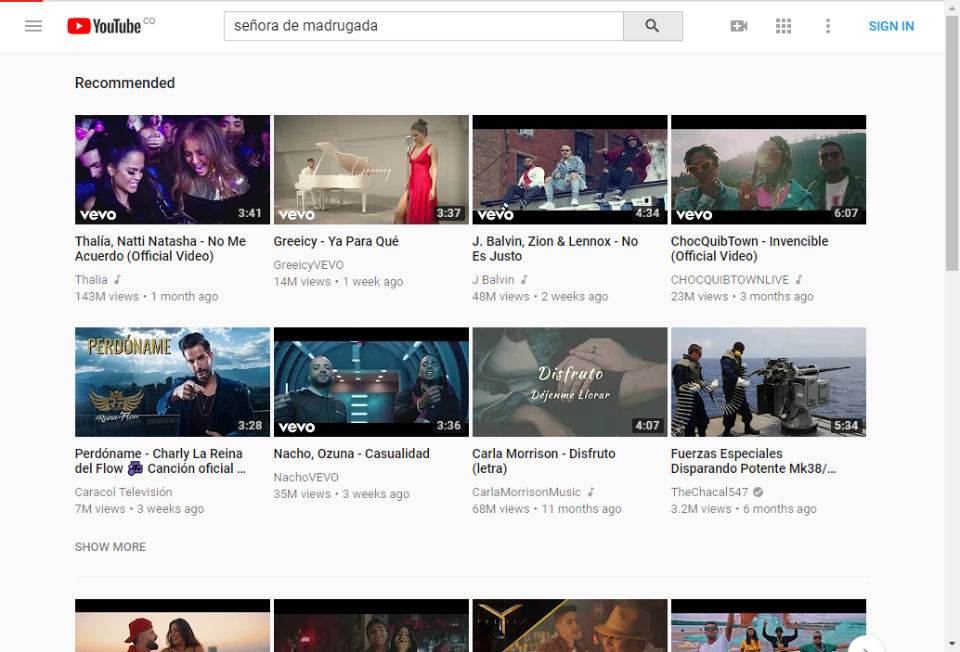 YouTube CO
señora de madrugada
SIGN IN
Recommended
vevo
3:41
Greeicy
vevo
3:37
vevo
4:34
vevo
6:07
Thalía, Natti Natasha - No Me
Acuerdo (Official Video)
Thalia
143M views • 1 month ago
Greeicy - Ya Para Qué
GreeicyVEVO
14M views • 1 week ago
J. Balvin, Zion & Lennox - No
Es Justo
J Balvin
48M views • 2 weeks ago
ChocQuibTown - Invencible
(Official Video)
CHOCQUIBTOWNLIVE
23M views • 3 months ago
PERDÓNAME
3:28
vevo
3:36
Disfruto
Déjenme Llorar
4:07
5:34
Perdóname - Charly La Reina
del Flow Canción oficial ...
Caracol Televisión
7M views • 3 weeks ago
Nacho, Ozuna - Casualidad
NachoVEVO
35M views • 3 weeks ago
Carla Morrison - Disfruto
(letra)
CarlaMorrisonMusic
68M views • 11 months ago
Fuerzas Especiales
Disparando Potente Mk38/...
TheChacal547
3.2M views • 6 months ago
SHOW MORE